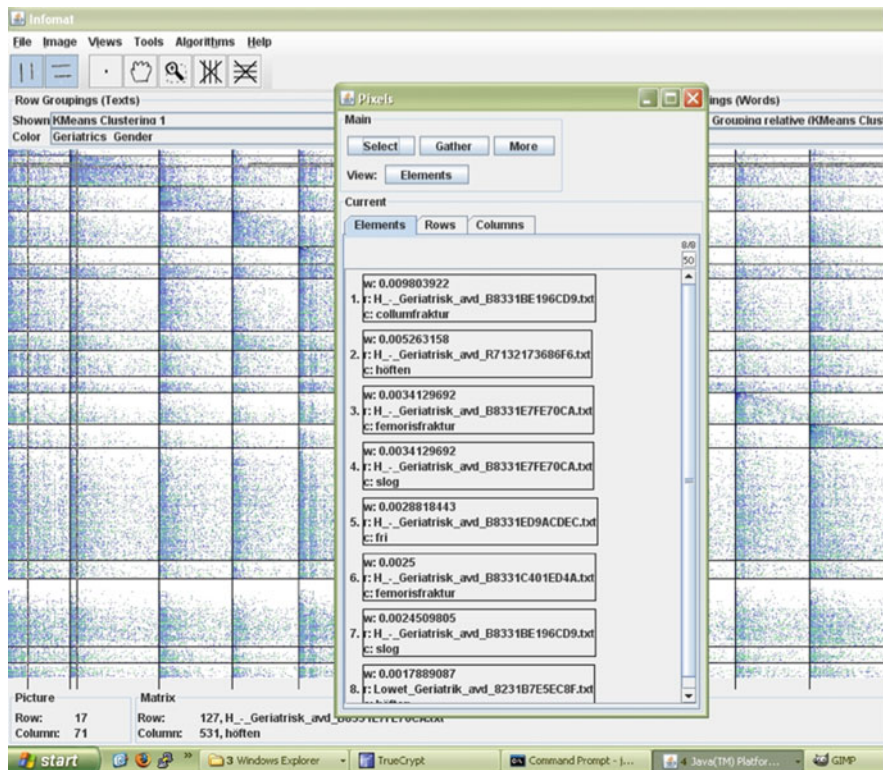 Infomat
File Image Views Tools Algorithms Help
Row Groupings (Texts)
Shown KMeans Clustering 1
Color Geriatrics Gender
ings (Words)
Grouping relative (KMeans Clus
Pixels
Main
Select Gather More
View: Elements
Current
Elements Rows Columns
8/8
50
w: 0.009803922
1. r: H_-_Geriatrisk_avd_B8331BE196CD9.txt
c: collumfraktur
w: 0.005263158
2. r: H_-_Geriatrisk_avd_R7132173686F6.txt
c: höften
w: 0.0034129692
3. r: H_-_Geriatrisk_avd_B8331E7FE70CA.txt
c: femorisfraktur
w: 0.0034129692
4. r: H_-_Geriatrisk_avd_B8331E7FE70CA.txt
c: slog
w: 0.0028818443
5. r: H_-_Geriatrisk_avd_B8331ED9ACDEC.txt
c: fri
w: 0.0025
6. r: H_-_Geriatrisk_avd_B8331C401ED4A.txt
c: femorisfraktur
w: 0.0024509805
7. r: H_-_Geriatrisk_avd_B8331BE196CD9.txt
c: slog
w: 0.0017889087
8. r: Lowet_Geriatrik_avd_8231B7E5EC8F.txt
Picture
Row: 17
Column: 71
Matrix
Row: 127, H_-_Geriatrisk_avd_B8331E7FE70CA.txt
Column: 531, höften
start
3 Windows Explorer
TrueCrypt
Command Prompt - j...
4 Java(TM) Platfor...
GIMP